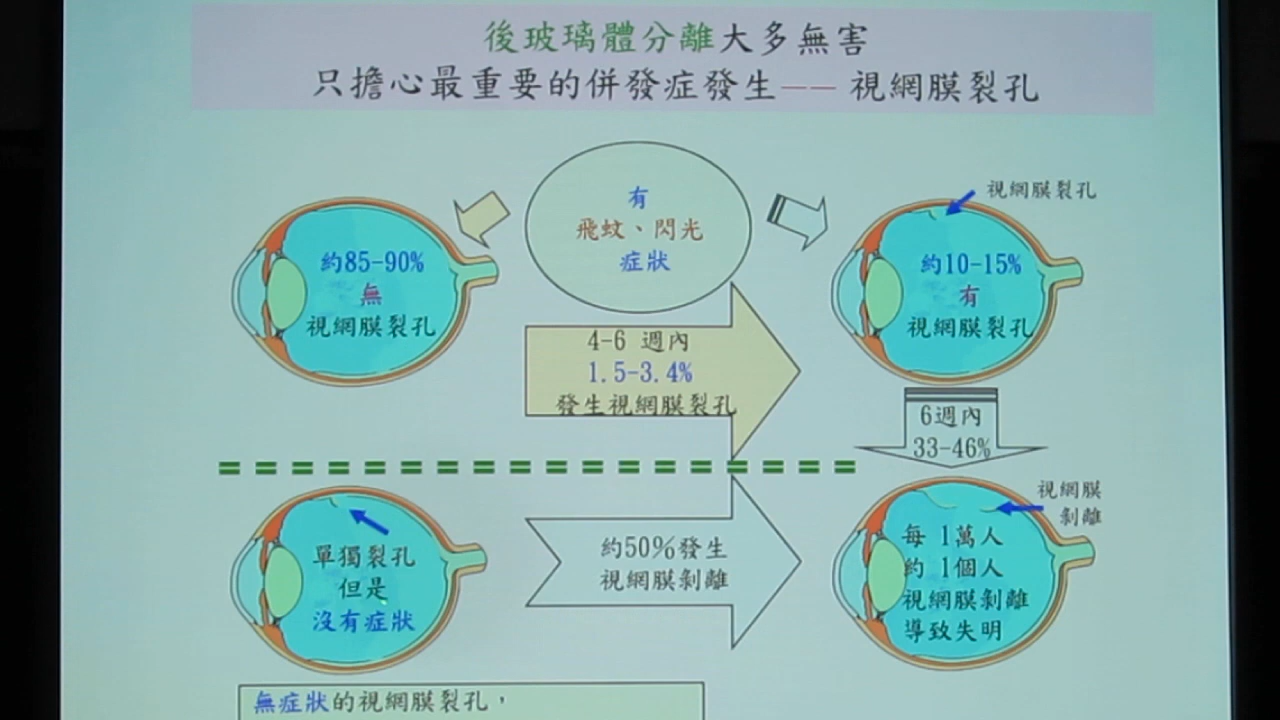 後玻璃體分離大多無害
只擔心最重要的併發症發生—— 視網膜裂孔
有
飛蚊、閃光
症狀
約85-90%
無
視網膜裂孔
視網膜裂孔
約10-15%
有
視網膜裂孔
4-6 週內
1.5-3.4%
發生視網膜裂孔
6週內
33-46%
單獨裂孔
但是
沒有症狀
約50%發生
視網膜剝離
視網膜
剝離
每 1萬人
約 1個人
視網膜剝離
導致失明
無症狀的視網膜裂孔，